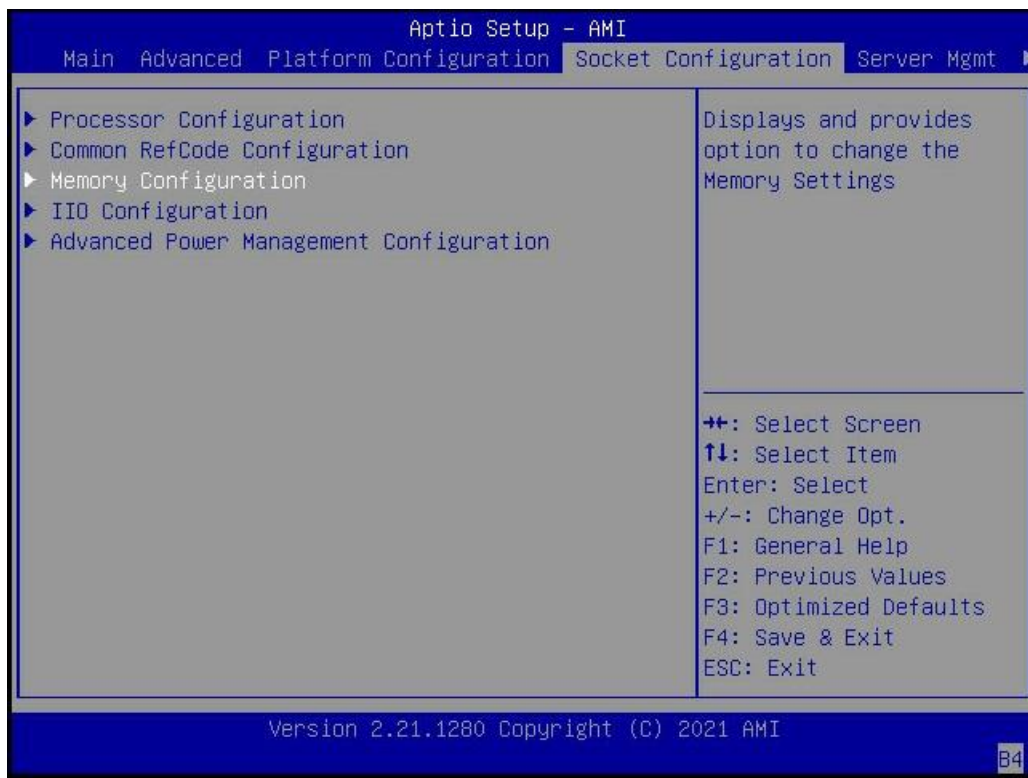 Aptio Setup – AMI
Main Advanced Platform Configuration Socket Configuration Server Mgmt
Processor Configuration
Common RefCode Configuration
Memory Configuration
IIO Configuration
Advanced Power Management Configuration
Displays and provides
option to change the
Memory Settings
→←: Select Screen
↑↓: Select Item
Enter: Select
+/-: Change Opt.
F1: General Help
F2: Previous Values
F3: Optimized Defaults
F4: Save & Exit
ESC: Exit
Version 2.21.1280 Copyright (C) 2021 AMI
B4